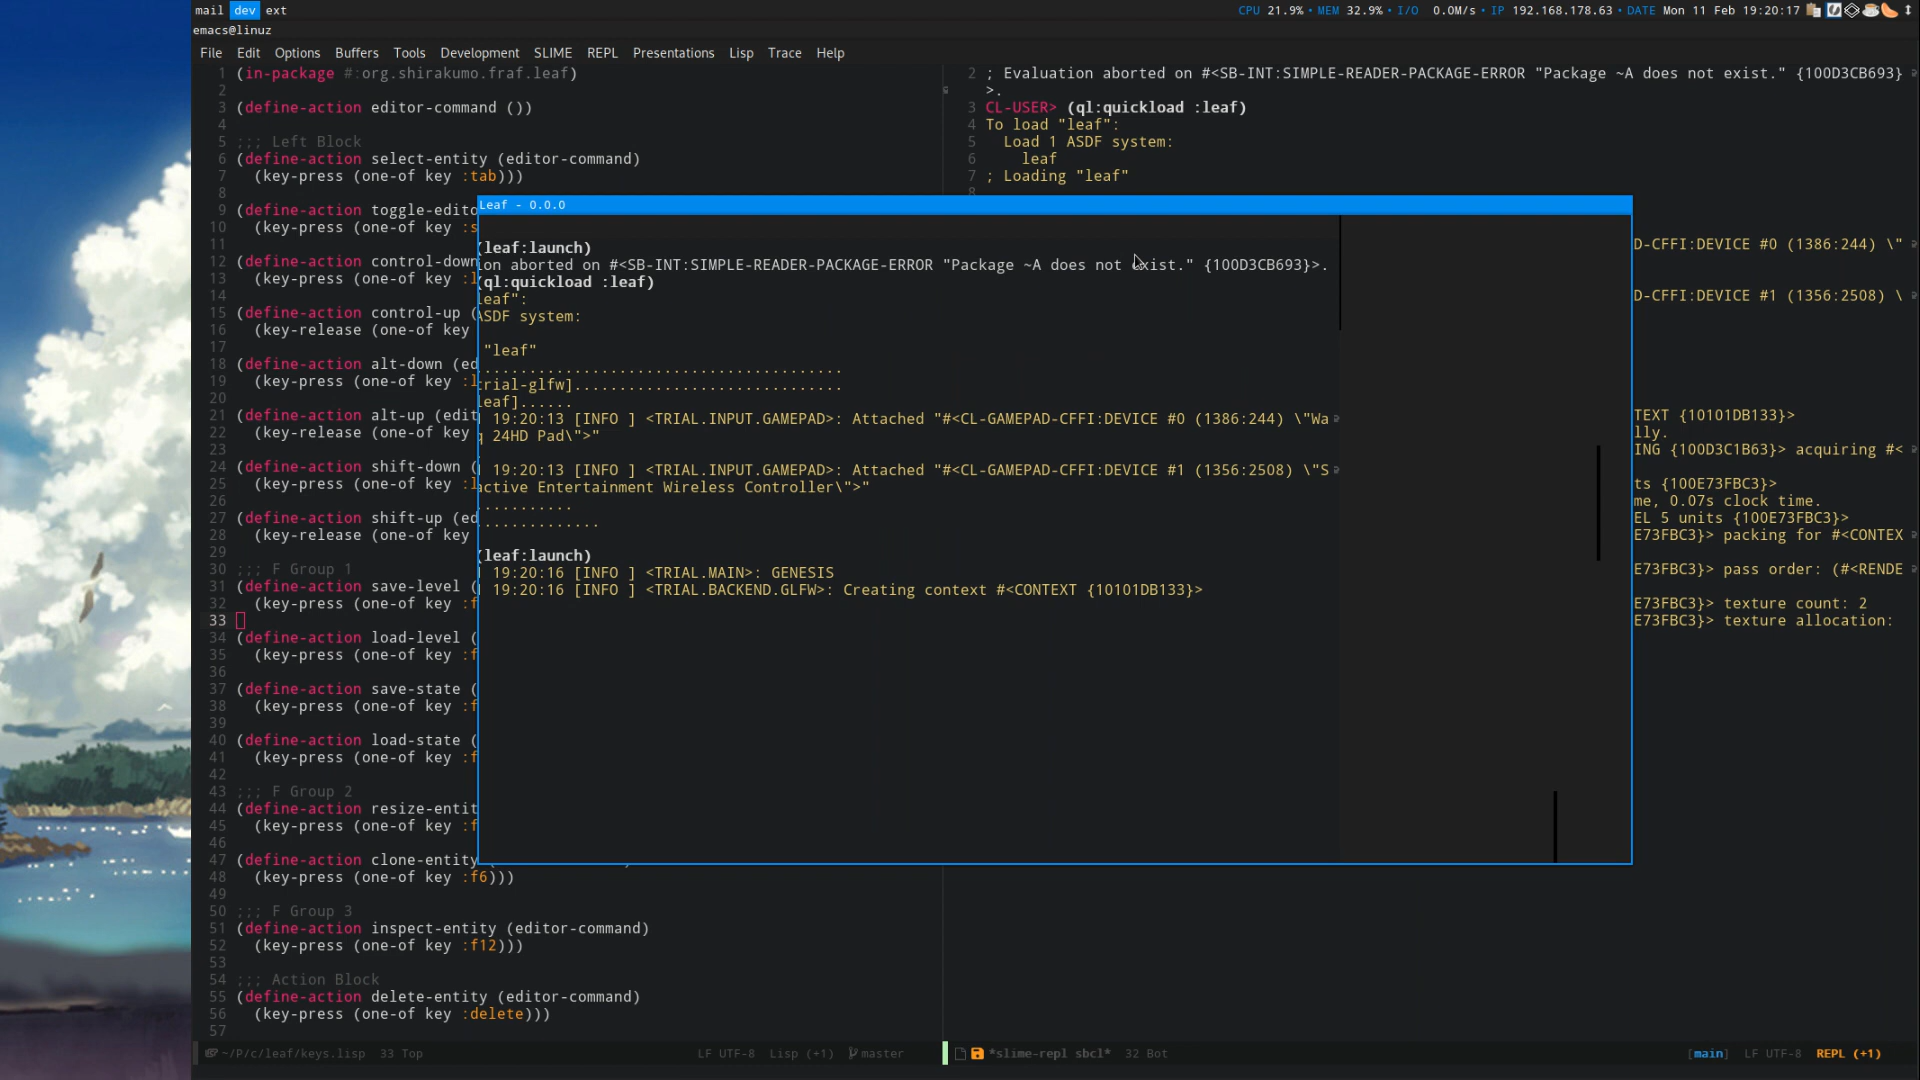 mail dev ext
CPU 21.9% • MEM 32.9% • I/O 0.0M/s • IP 192.168.178.63 • DATE Mon 11 Feb 19:20:17
emacs@linuz
File Edit Options Buffers Tools Development SLIME REPL Presentations Lisp Trace Help
1 (in-package #:org.shirakumo.fraf.leaf)
2
3 (define-action editor-command ())
4
5 ;;; Left Block
6 (define-action select-entity (editor-command)
7 (key-press (one-of key :tab)))
8
9 (define-action toggle-edito
10 (key-press (one-of key :s
11
12 (define-action control-down
13 (key-press (one-of key :l
14
15 (define-action control-up (
16 (key-release (one-of key
17
18 (define-action alt-down (ed
19 (key-press (one-of key :l
20
21 (define-action alt-up (edit
22 (key-release (one-of key
23
24 (define-action shift-down (
25 (key-press (one-of key :l
26
27 (define-action shift-up (ed
28 (key-release (one-of key
29
30 ;;; F Group 1
31 (define-action save-level (
32 (key-press (one-of key :f
33
34 (define-action load-level (
35 (key-press (one-of key :f
36
37 (define-action save-state (
38 (key-press (one-of key :f
39
40 (define-action load-state (
41 (key-press (one-of key :f
42
43 ;;; F Group 2
44 (define-action resize-entit
45 (key-press (one-of key :f
46
47 (define-action clone-entity
48 (key-press (one-of key :f6)))
49
50 ;;; F Group 3
51 (define-action inspect-entity (editor-command)
52 (key-press (one-of key :f12)))
53
54 ;;; Action Block
55 (define-action delete-entity (editor-command)
56 (key-press (one-of key :delete)))
57
~/P/c/leaf/keys.lisp 33 Top LF UTF-8 Lisp (+1) master
2 ; Evaluation aborted on #<SB-INT:SIMPLE-READER-PACKAGE-ERROR "Package ~A does not exist." {100D3CB693}
>.
3 CL-USER> (ql:quickload :leaf)
4 To load "leaf":
5 Load 1 ASDF system:
6 leaf
7 ; Loading "leaf"
8
D-CFFI:DEVICE #0 (1386:244) \"
D-CFFI:DEVICE #1 (1356:2508) \
TEXT {10101DB133}>
lly.
ING {100D3C1B63}> acquiring #<
ts {100E73FBC3}>
me, 0.07s clock time.
EL 5 units {100E73FBC3}>
E73FBC3}> packing for #<CONTEX
E73FBC3}> pass order: (#<RENDE
E73FBC3}> texture count: 2
E73FBC3}> texture allocation:
*slime-repl sbcl* 32 Bot [main] LF UTF-8 REPL (+1)
Leaf - 0.0.0
(leaf:launch)
ion aborted on #<SB-INT:SIMPLE-READER-PACKAGE-ERROR "Package ~A does not exist." {100D3CB693}>.
(ql:quickload :leaf)
leaf":
ASDF system:
"leaf"
........................................
trial-glfw]..............................
leaf]......
19:20:13 [INFO ] <TRIAL.INPUT.GAMEPAD>: Attached "#<CL-GAMEPAD-CFFI:DEVICE #0 (1386:244) \"Wa
q 24HD Pad\">"
19:20:13 [INFO ] <TRIAL.INPUT.GAMEPAD>: Attached "#<CL-GAMEPAD-CFFI:DEVICE #1 (1356:2508) \"S
active Entertainment Wireless Controller\">"
..........
.............
(leaf:launch)
19:20:16 [INFO ] <TRIAL.MAIN>: GENESIS
19:20:16 [INFO ] <TRIAL.BACKEND.GLFW>: Creating context #<CONTEXT {10101DB133}>